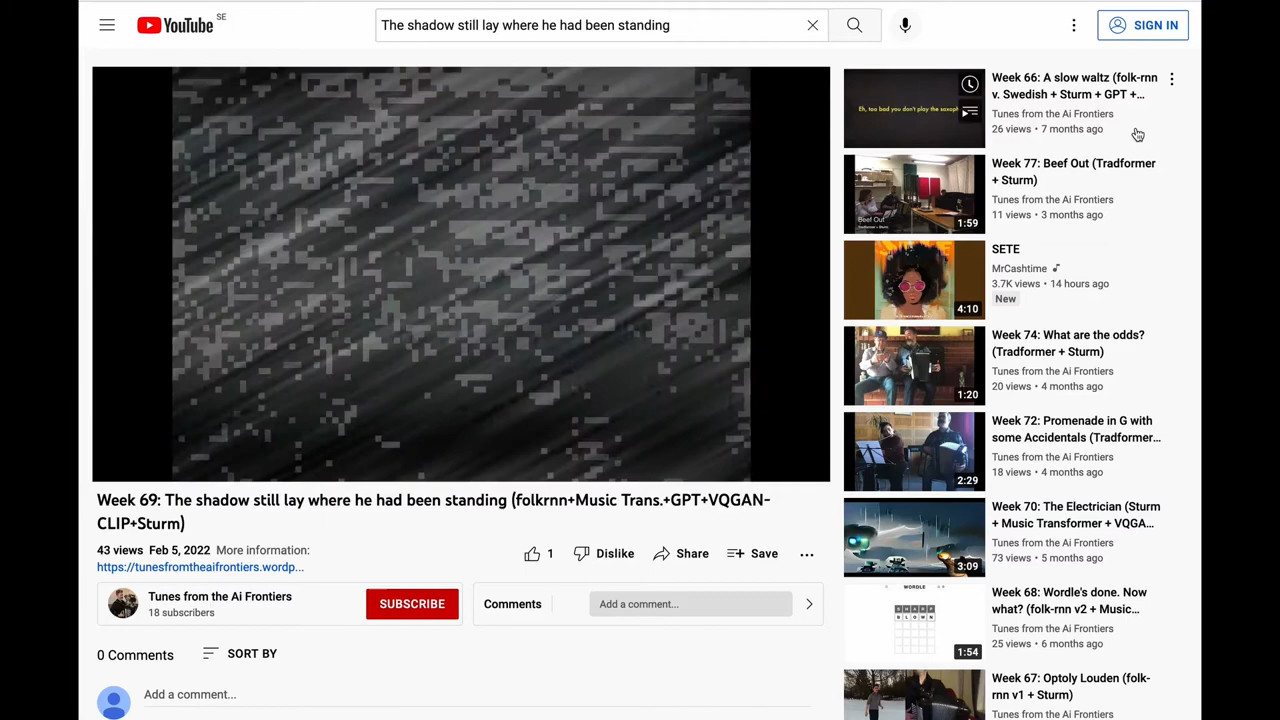 YouTube SE
The shadow still lay where he had been standing
SIGN IN
Week 69: The shadow still lay where he had been standing (folkrnn+Music Trans.+GPT+VQGAN-
CLIP+Sturm)
43 views Feb 5, 2022 More information:
https://tunesfromtheaifrontiers.wordp...
1 Dislike Share Save
Tunes from the Ai Frontiers
18 subscribers
SUBSCRIBE
Comments
Add a comment...
0 Comments
SORT BY
Add a comment...
Eh, too bad you don't play the saxoph
Week 66: A slow waltz (folk-rnn
v. Swedish + Sturm + GPT +...
Tunes from the Ai Frontiers
26 views • 7 months ago
Beef Out
1:59
Week 77: Beef Out (Tradformer
+ Sturm)
Tunes from the Ai Frontiers
11 views • 3 months ago
4:10
SETE
MrCashtime
3.7K views • 14 hours ago
New
1:20
Week 74: What are the odds?
(Tradformer + Sturm)
Tunes from the Ai Frontiers
20 views • 4 months ago
2:29
Week 72: Promenade in G with
some Accidentals (Tradformer...
Tunes from the Ai Frontiers
18 views • 4 months ago
3:09
Week 70: The Electrician (Sturm
+ Music Transformer + VQGA...
Tunes from the Ai Frontiers
73 views • 5 months ago
WORDLE
1:54
Week 68: Wordle's done. Now
what? (folk-rnn v2 + Music...
Tunes from the Ai Frontiers
25 views • 6 months ago
Week 67: Optoly Louden (folk-
rnn v1 + Sturm)
Tunes from the Ai Frontiers